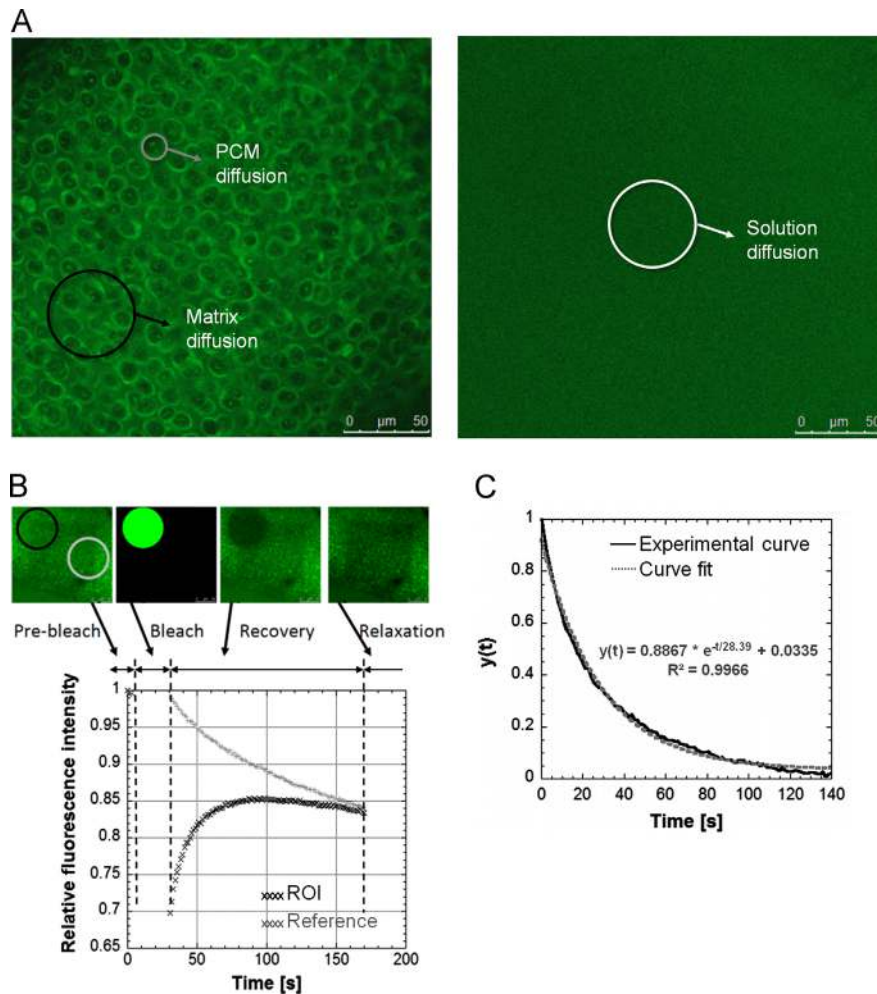 A
PCM
diffusion
Matrix
diffusion
0 µm 50
Solution
diffusion
0 µm 50
B
Pre-bleach
Bleach
Recovery
Relaxation
Relative fluorescence intensity
1
0.95
0.9
0.85
0.8
0.75
0.7
0.65
ROI
Reference
0 50 100 150 200
Time [s]
C
y(t)
1
0.8
0.6
0.4
0.2
0
Experimental curve
Curve fit
y(t) = 0.8867 * e^-t/28.39 + 0.0335
R² = 0.9966
0 20 40 60 80 100 120 140
Time [s]